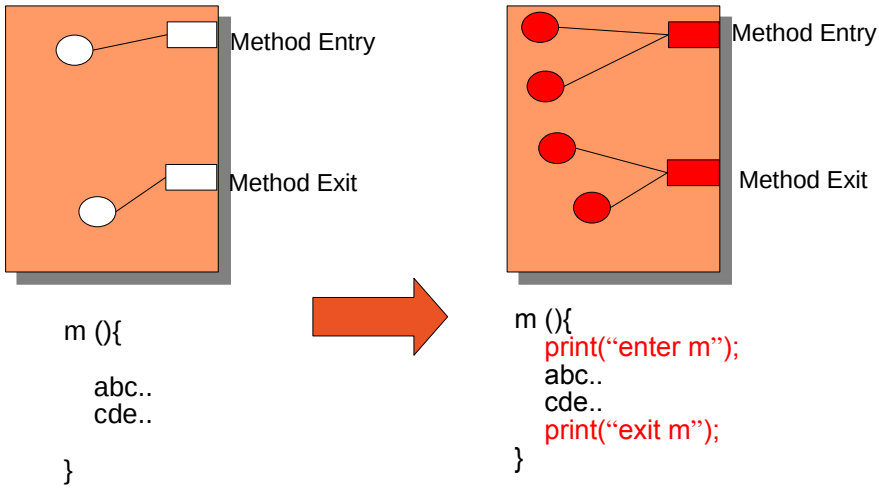 Method Entry
Method Exit
m (){
abc..
cde..
}
Method Entry
Method Exit
m (){
print(“enter m”);
abc..
cde..
print(“exit m”);
}